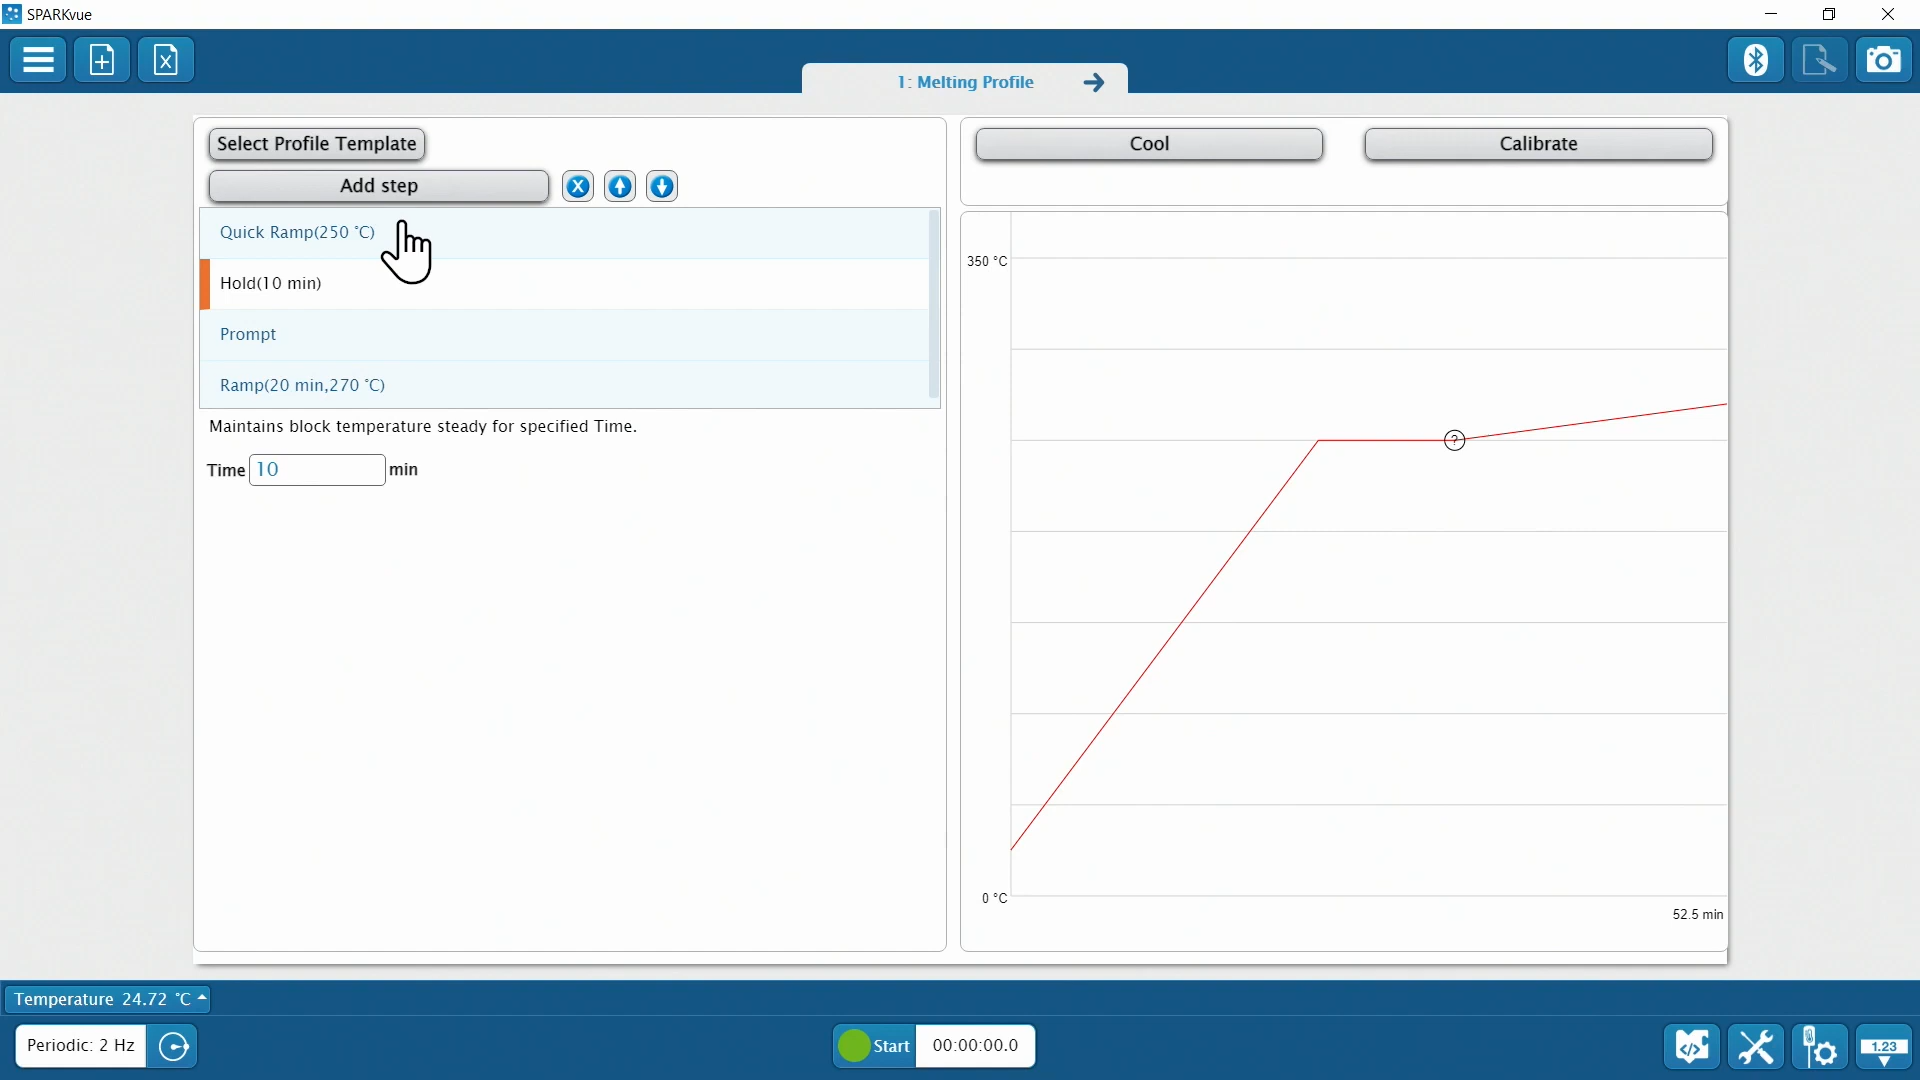 SPARKvue
1: Melting Profile
Select Profile Template
Add step
Quick Ramp(250 °C)
Hold(10 min)
Prompt
Ramp(20 min,270 °C)
Maintains block temperature steady for specified Time.
Time 10 min
Cool
Calibrate
350 °C
?
0 °C
52.5 min
Temperature 24.72 °C
Periodic: 2 Hz
Start 00:00:00.0
1.23